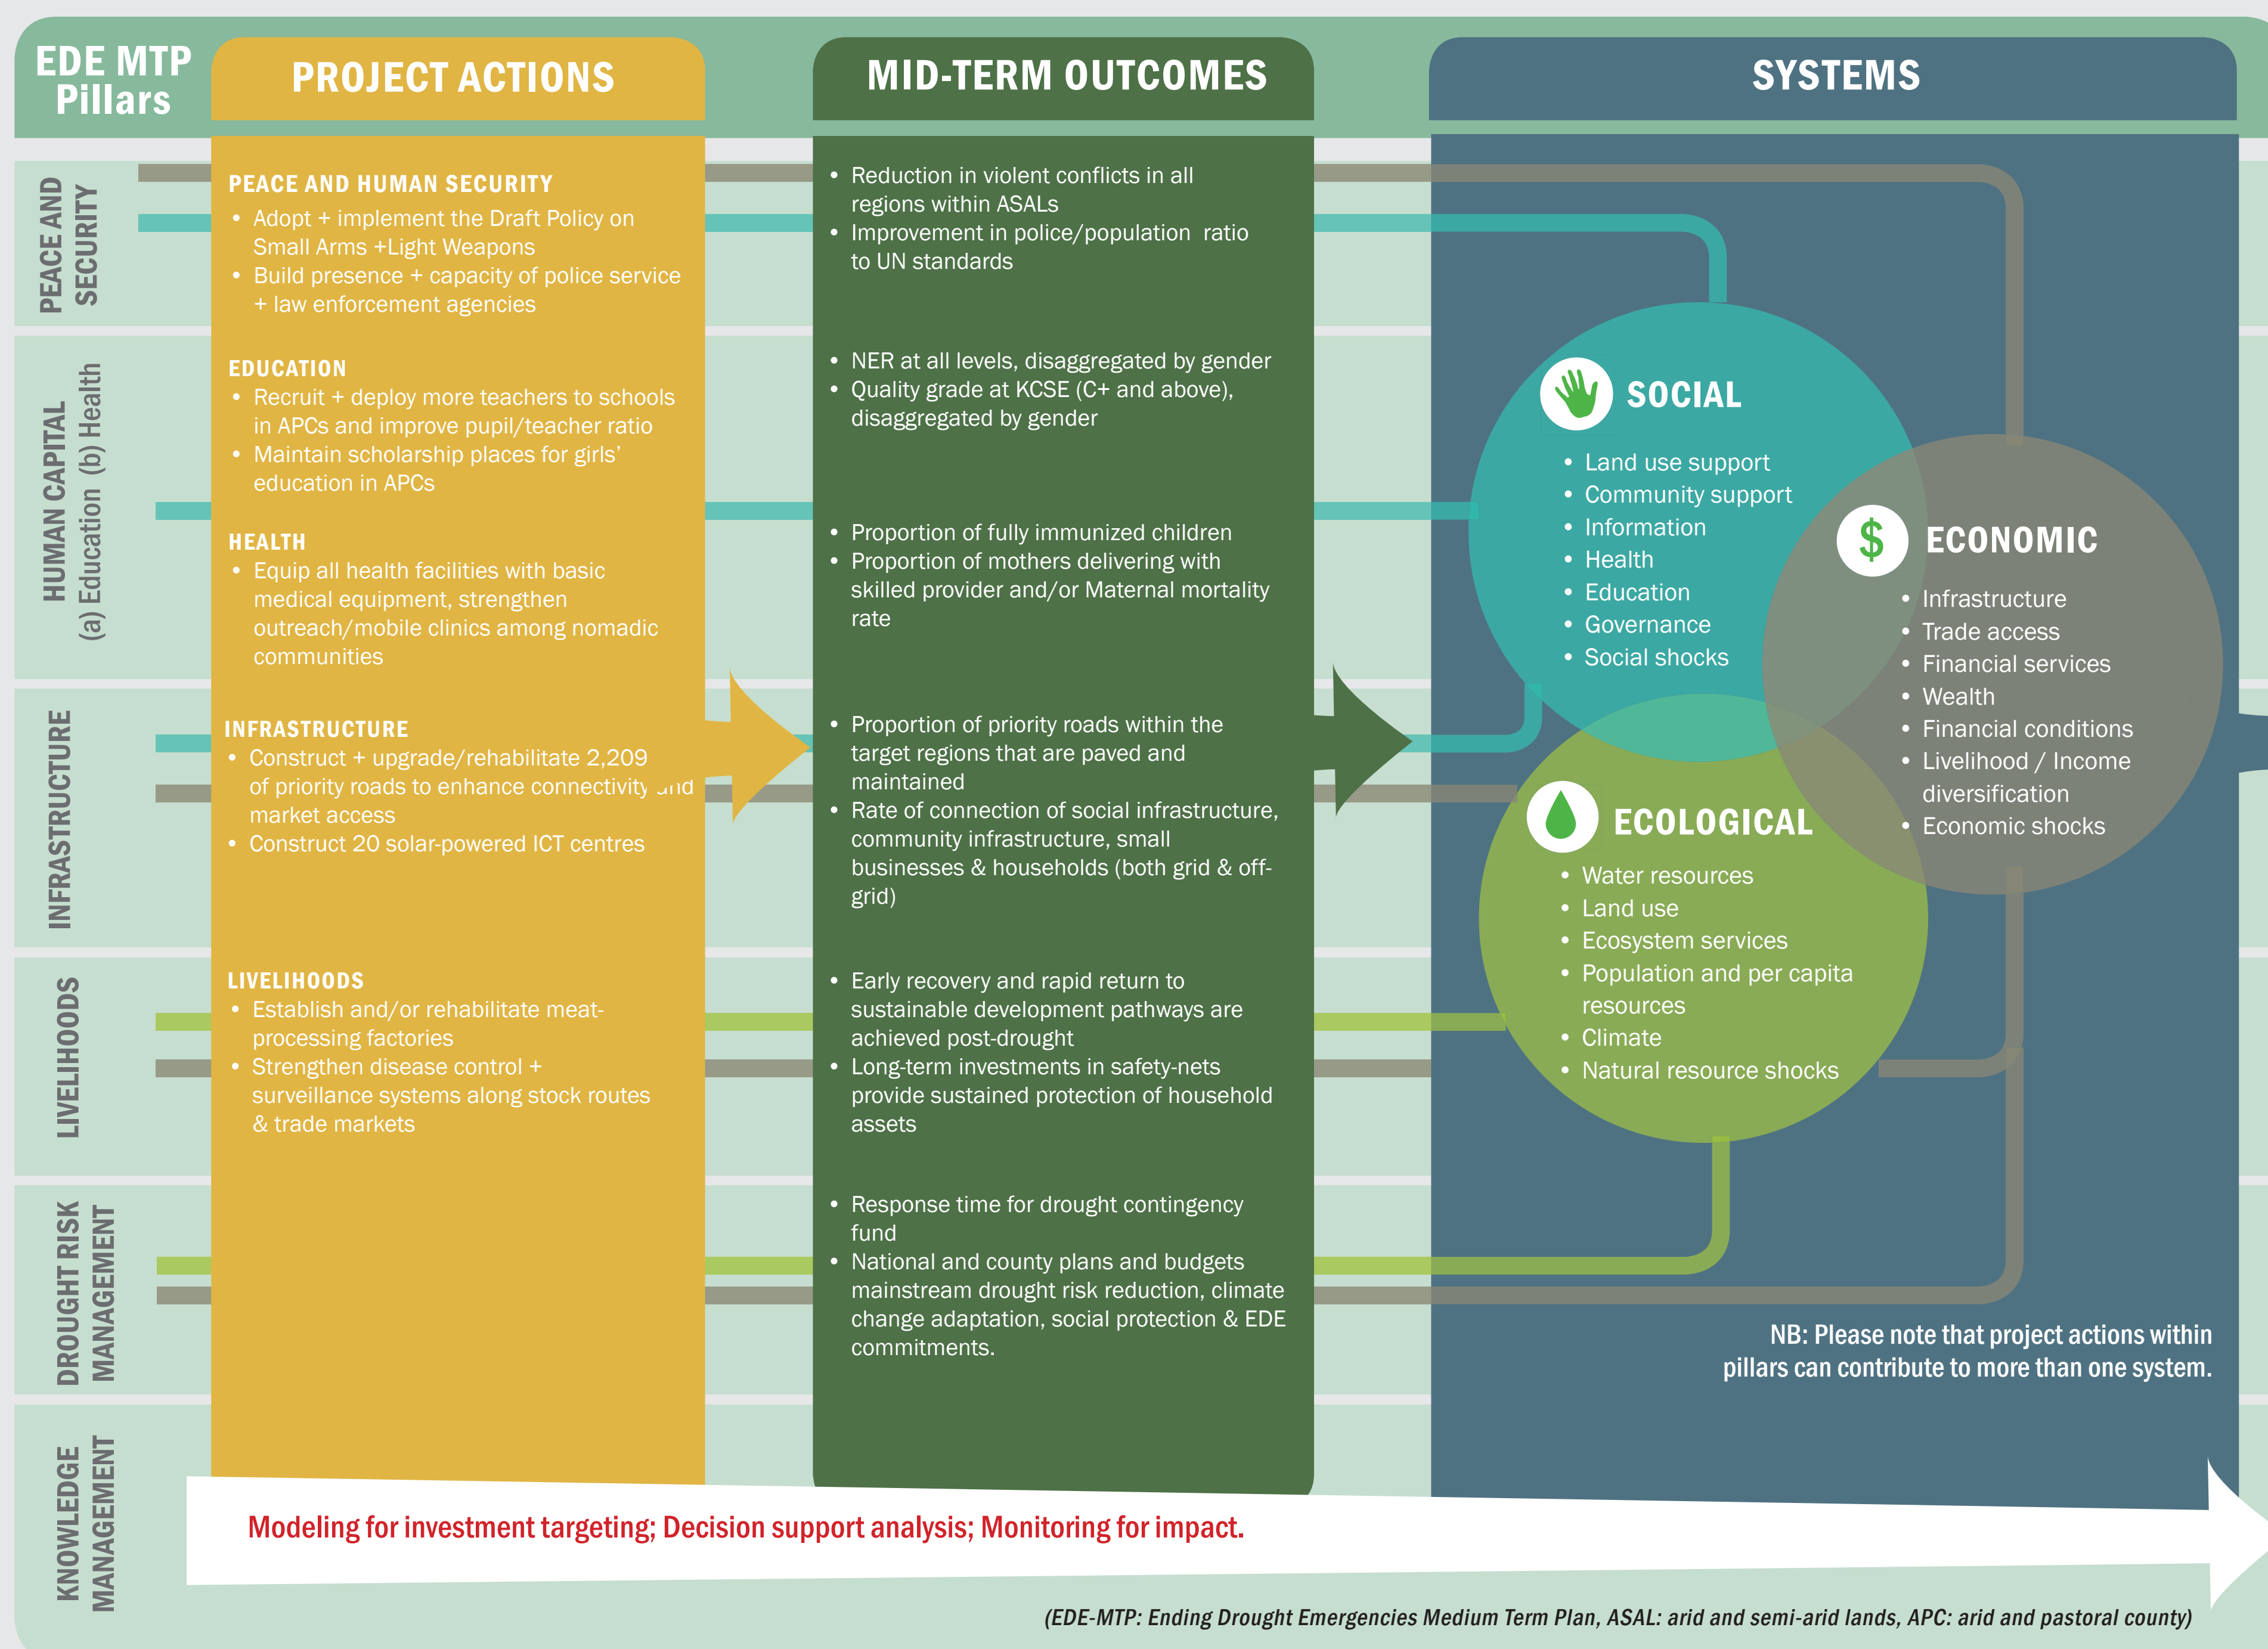 EDE MTP
Pillars
PROJECT ACTIONS
MID-TERM OUTCOMES
SYSTEMS
PEACE AND
SECURITY
PEACE AND HUMAN SECURITY
• Adopt + implement the Draft Policy on
Small Arms +Light Weapons
• Build presence + capacity of police service
+ law enforcement agencies
• Reduction in violent conflicts in all
regions within ASALs
• Improvement in police/population ratio
to UN standards
HUMAN CAPITAL
(a) Education (b) Health
EDUCATION
• Recruit + deploy more teachers to schools
in APCs and improve pupil/teacher ratio
• Maintain scholarship places for girls'
education in APCs
HEALTH
• Equip all health facilities with basic
medical equipment, strengthen
outreach/mobile clinics among nomadic
communities
• NER at all levels, disaggregated by gender
• Quality grade at KCSE (C+ and above),
disaggregated by gender
• Proportion of fully immunized children
• Proportion of mothers delivering with
skilled provider and/or Maternal mortality
rate
INFRASTRUCTURE
INFRASTRUCTURE
• Construct + upgrade/rehabilitate 2,209
of priority roads to enhance connectivity and
market access
• Construct 20 solar-powered ICT centres
• Proportion of priority roads within the
target regions that are paved and
maintained
• Rate of connection of social infrastructure,
community infrastructure, small
businesses & households (both grid & off-
grid)
LIVELIHOODS
LIVELIHOODS
• Establish and/or rehabilitate meat-
processing factories
• Strengthen disease control +
surveillance systems along stock routes
& trade markets
• Early recovery and rapid return to
sustainable development pathways are
achieved post-drought
• Long-term investments in safety-nets
provide sustained protection of household
assets
DROUGHT RISK
MANAGEMENT
• Response time for drought contingency
fund
• National and county plans and budgets
mainstream drought risk reduction, climate
change adaptation, social protection & EDE
commitments.
SOCIAL
• Land use support
• Community support
• Information
• Health
• Education
• Governance
• Social shocks
$
ECONOMIC
• Infrastructure
• Trade access
• Financial services
• Wealth
• Financial conditions
• Livelihood / Income
diversification
• Economic shocks
ECOLOGICAL
• Water resources
• Land use
• Ecosystem services
• Population and per capita
resources
• Climate
• Natural resource shocks
NB: Please note that project actions within
pillars can contribute to more than one system.
KNOWLEDGE
MANAGEMENT
Modeling for investment targeting; Decision support analysis; Monitoring for impact.
(EDE-MTP: Ending Drought Emergencies Medium Term Plan, ASAL: arid and semi-arid lands, APC: arid and pastoral county)